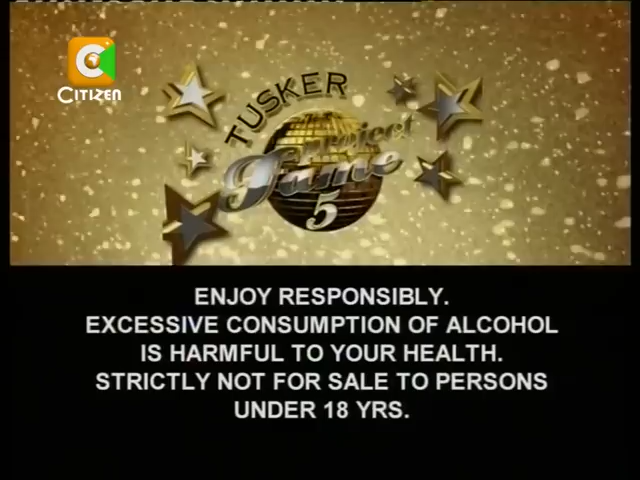 CITIZEN
TUSKER
project
Fame
5
ENJOY RESPONSIBLY.
EXCESSIVE CONSUMPTION OF ALCOHOL
IS HARMFUL TO YOUR HEALTH.
STRICTLY NOT FOR SALE TO PERSONS
UNDER 18 YRS.